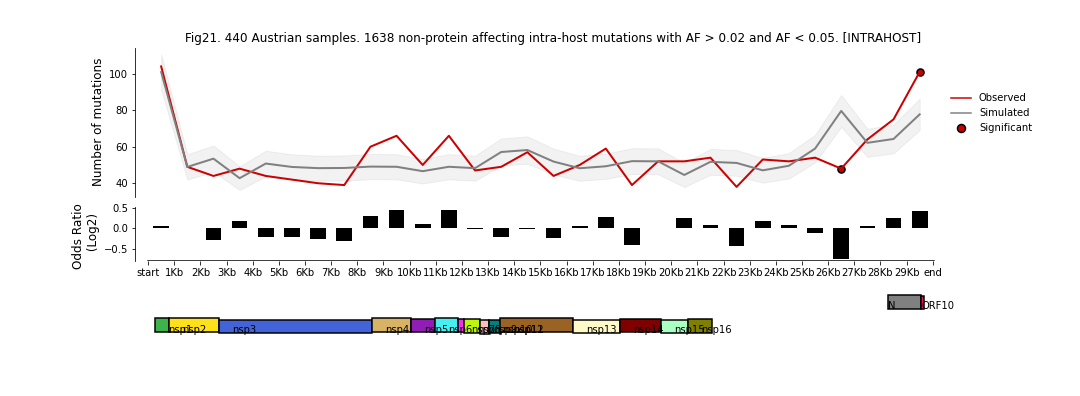 Fig21. 440 Austrian samples. 1638 non-protein affecting intra-host mutations with AF > 0.02 and AF < 0.05. [INTRAHOST]
Number of mutations
100
80
60
40
Observed
Simulated
Significant
Odds Ratio
(Log2)
0.5
0.0
−0.5
start 1Kb 2Kb 3Kb 4Kb 5Kb 6Kb 7Kb 8Kb 9Kb 10Kb 11Kb 12Kb 13Kb 14Kb 15Kb 16Kb 17Kb 18Kb 19Kb 20Kb 21Kb 22Kb 23Kb 24Kb 25Kb 26Kb 27Kb 28Kb 29Kb end
N ORF10
nsp1 nsp2 nsp3 nsp4 nsp5 nsp6 nsp12 nsp13 nsp14 nsp15 nsp16